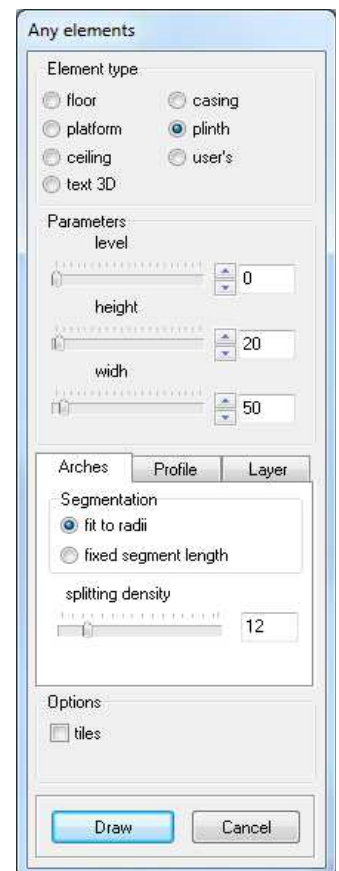 Any elements
Element type
floor casing
platform plinth
ceiling user's
text 3D
Parameters
level
0
height
20
widh
50
Arches Profile Layer
Segmentation
fit to radii
fixed segment length
splitting density
12
Options
tiles
Draw Cancel